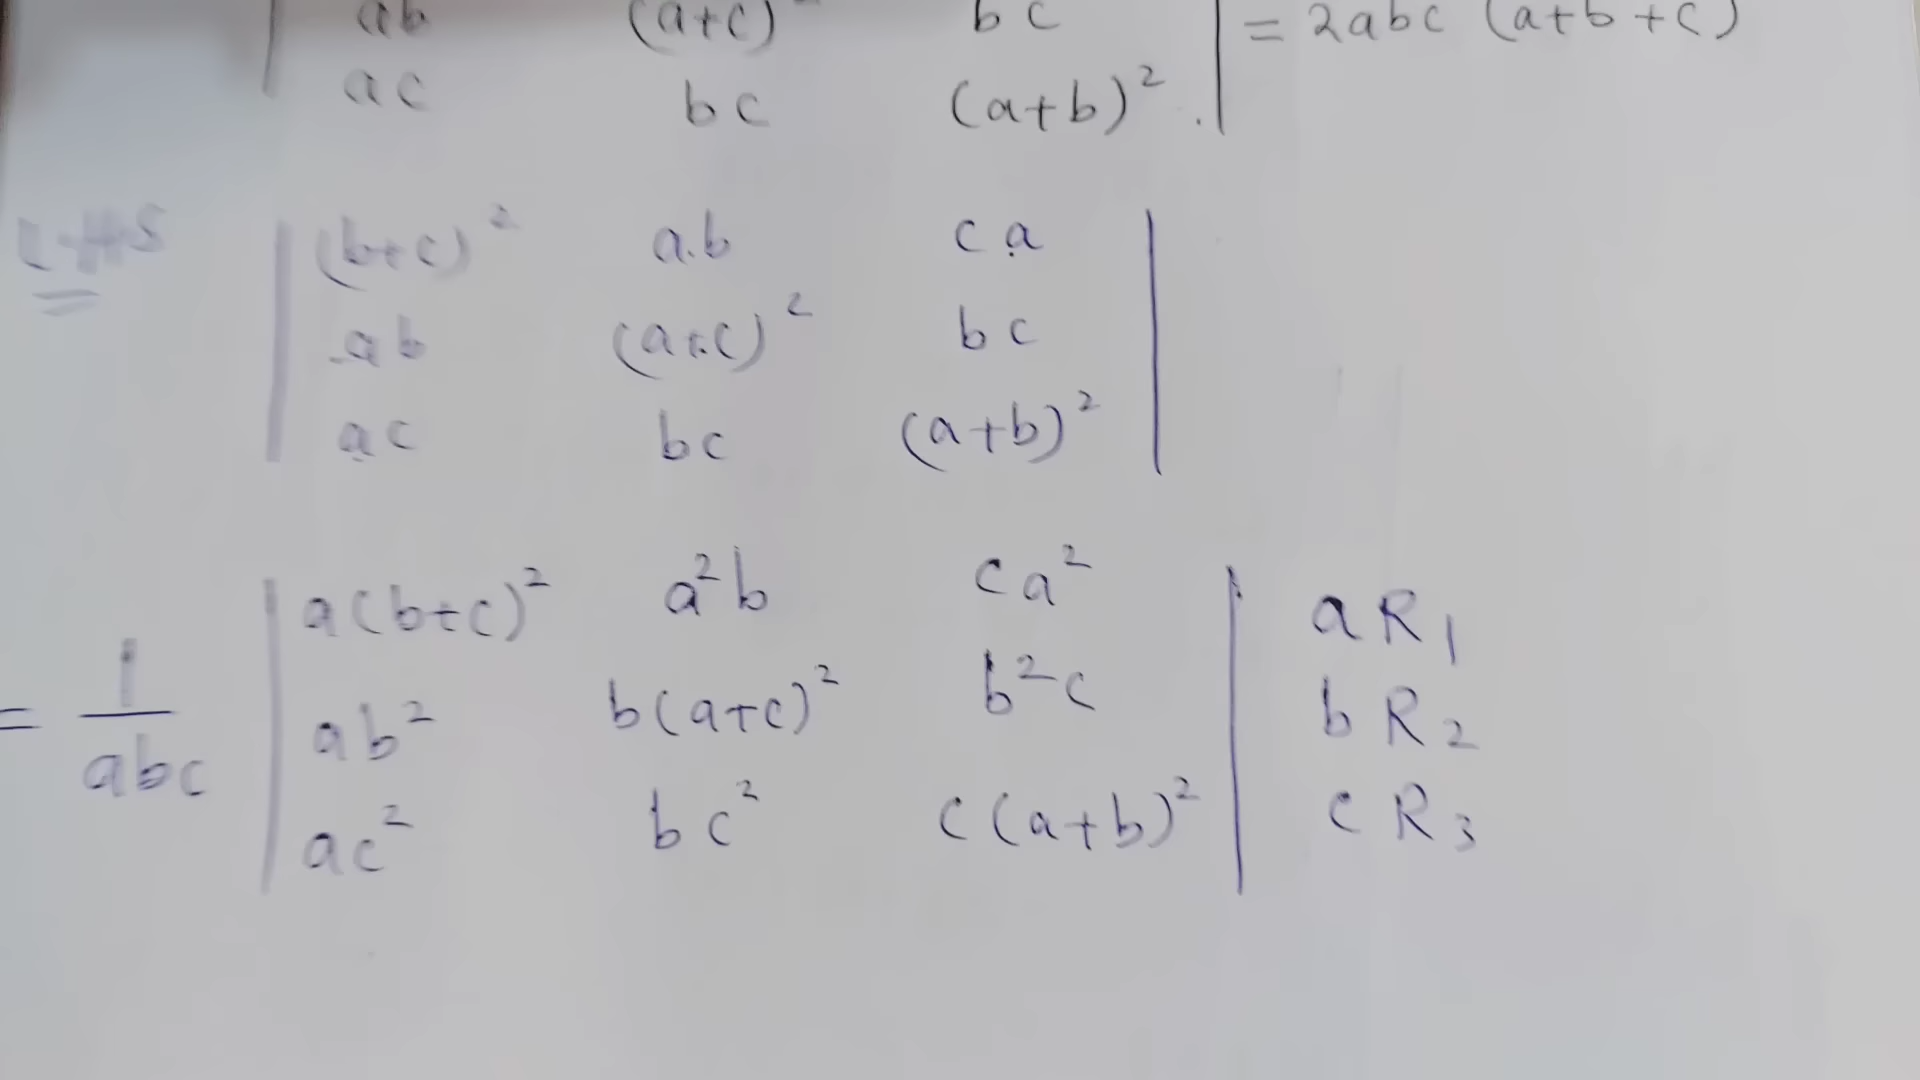 ab (a+c)² bc = 2abc (a+b+c)
ac bc (a+b)² .
LHS (b+c)² a.b ca
ab (a+c)² bc
ac bc (a+b)²
a(b+c)² a²b ca² aR₁
= 1/abc ab² b(a+c)² b²c bR₂
ac² bc² c(a+b)² cR₃